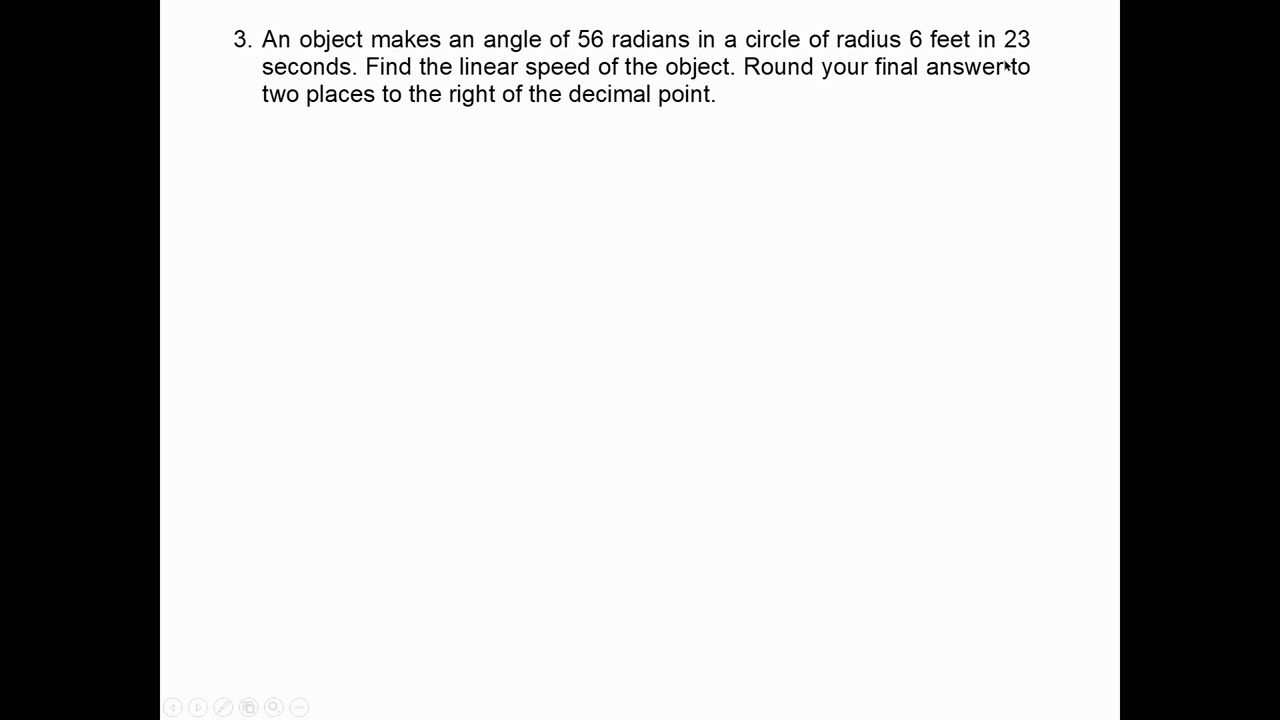 3. An object makes an angle of 56 radians in a circle of radius 6 feet in 23
seconds. Find the linear speed of the object. Round your final answer to
two places to the right of the decimal point.